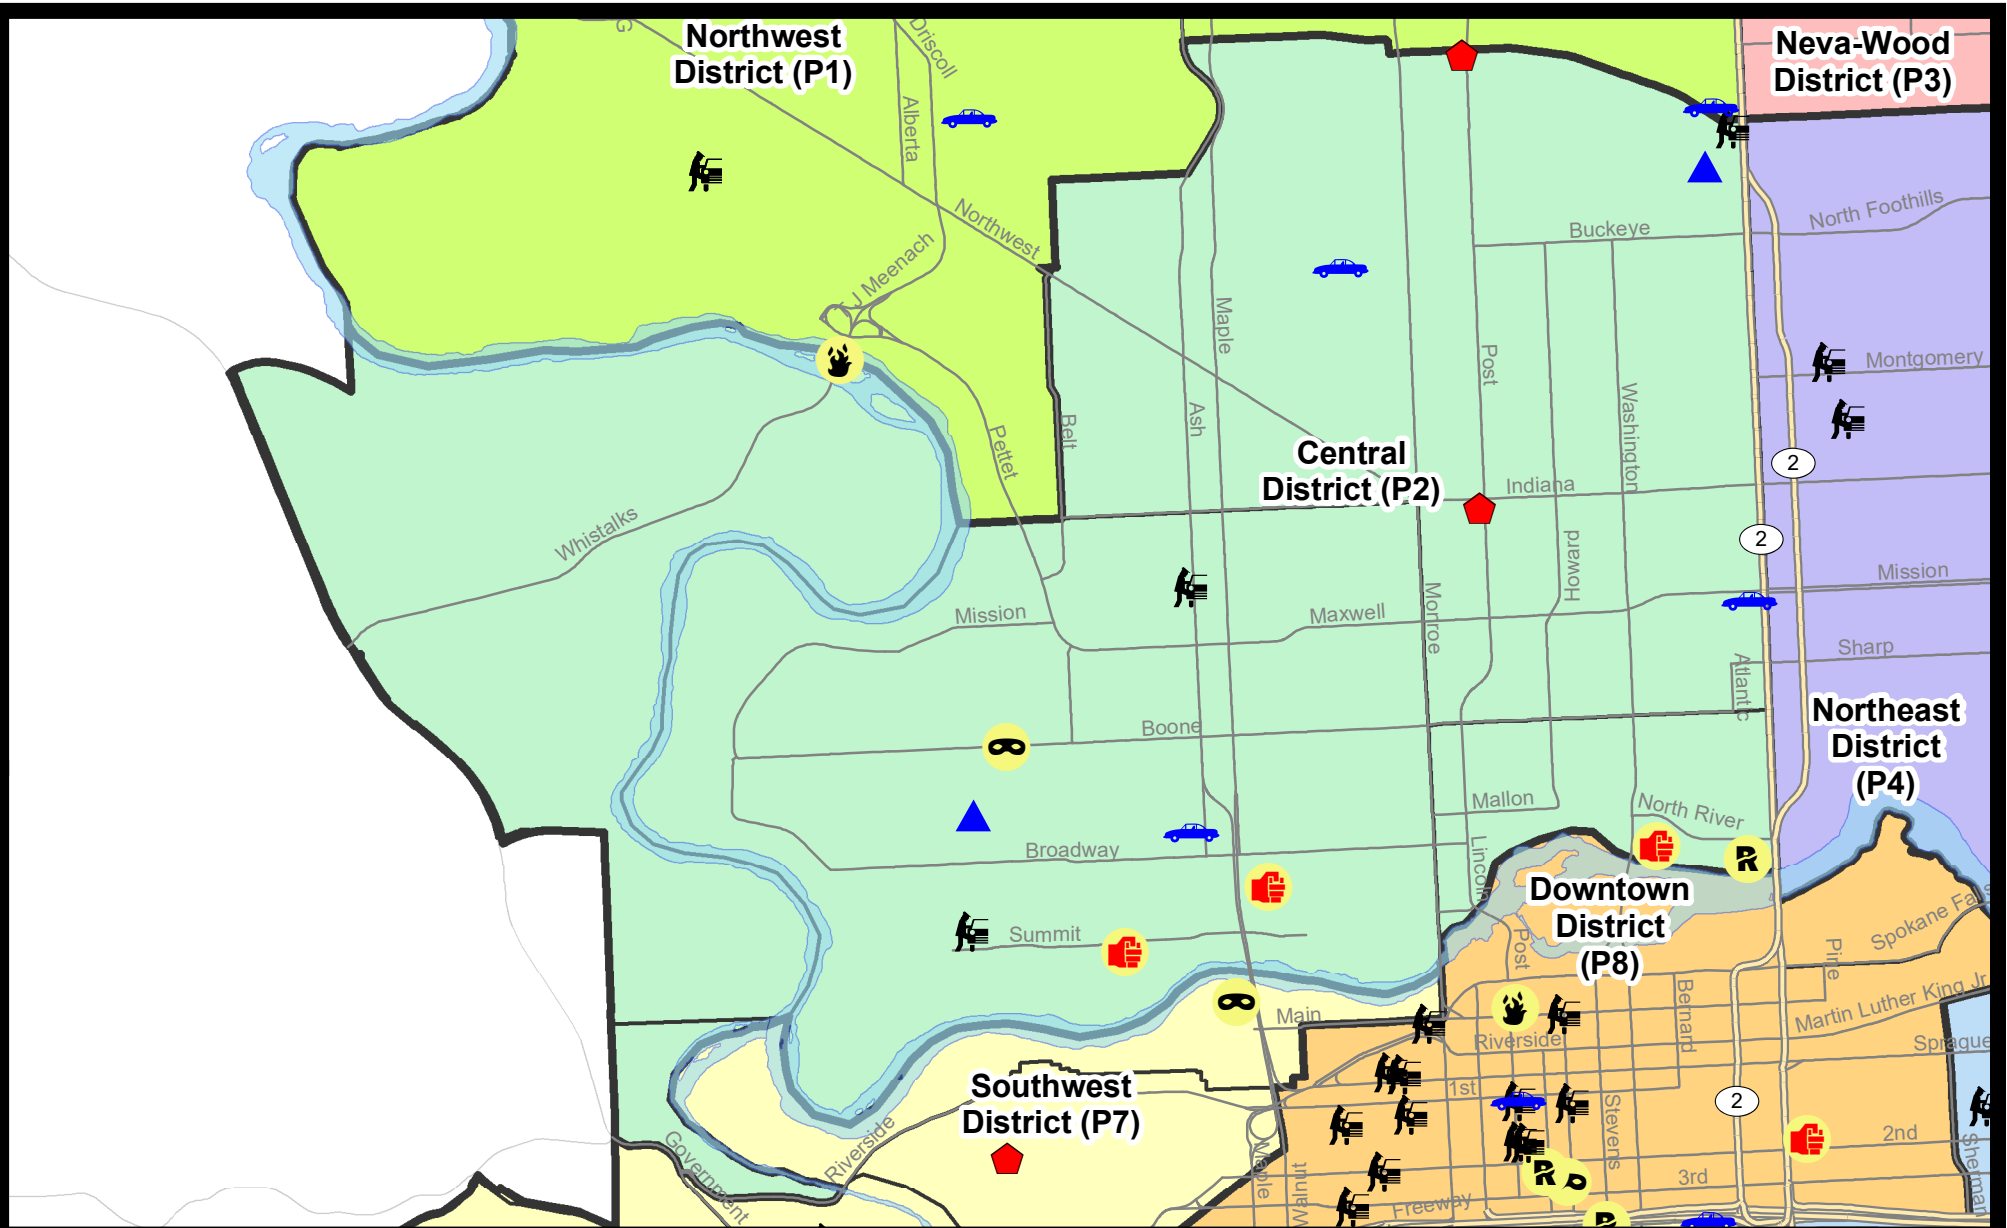 Northwest
District (P1)
Neva-Wood
District (P3)
G
Driscoll
Alberta
Northwest
J Meenach
North Foothills
Buckeye
Maple
Post
Washington
Montgomery
Ash
Belt
Pettet
Central
District (P2)
Indiana
2
Whistalks
Howard
2
Mission
Monroe
Maxwell
Mission
Sharp
Atlantic
Boone
Northeast
District
(P4)
Mallon
North River
Lincoln
Broadway
Downtown
District
(P8)
Summit
Post
Pine
Spokane Fa
Bernard
Martin Luther King Jr
Main
Riverside
Sprague
Southwest
District (P7)
1st
2
Stevens
2nd
Government
Riverside
Maple
Walnut
3rd
Freeway
Sherman
R
R
R
R